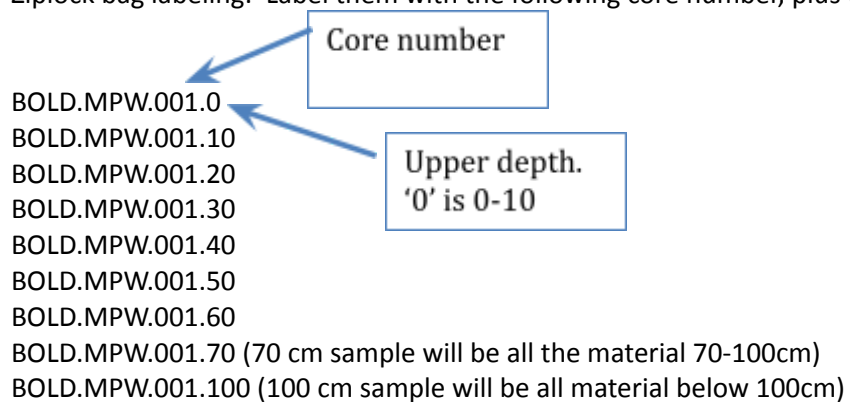 Ziplock bag labeling. Label them with the following core number, plus
Core number
BOLD.MPW.001.0
BOLD.MPW.001.10
Upper depth.
BOLD.MPW.001.20
‘0’ is 0-10
BOLD.MPW.001.30
BOLD.MPW.001.40
BOLD.MPW.001.50
BOLD.MPW.001.60
BOLD.MPW.001.70 (70 cm sample will be all the material 70-100cm)
BOLD.MPW.001.100 (100 cm sample will be all material below 100cm)